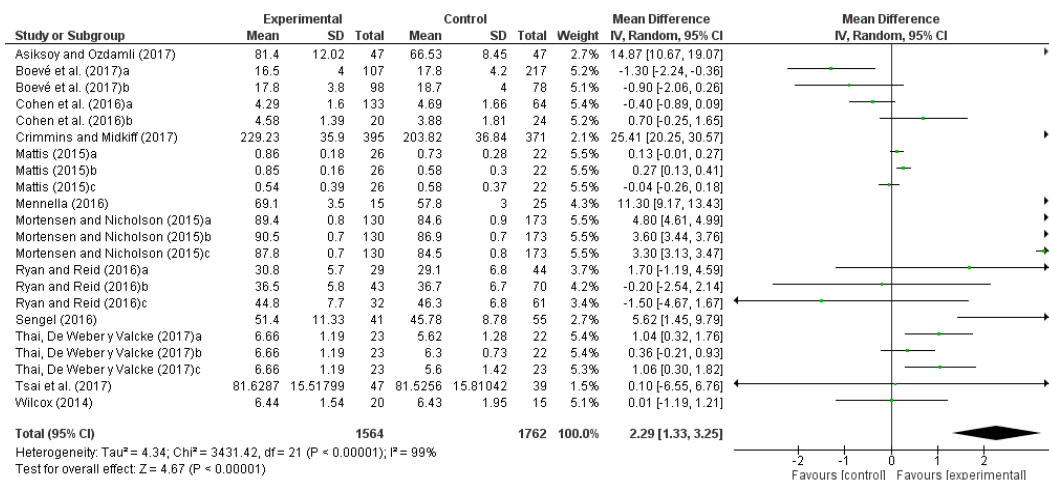 Experimental Control Mean Difference Mean Difference
Study or Subgroup Mean SD Total Mean SD Total Weight IV, Random, 95% CI IV, Random, 95% CI
Asiksoy and Ozdamli (2017) 81.4 12.02 47 66.53 8.45 47 2.7% 14.87 [10.67, 19.07]
Boevé et al. (2017)a 16.5 4 107 17.8 4.2 217 5.3% -1.30 [-2.24, -0.36]
Boevé et al. (2017)b 17.8 3.8 98 18.7 4 78 5.2% -0.90 [-2.06, 0.26]
Cohen et al. (2016)a 4.29 1.6 133 4.69 1.66 64 5.4% -0.40 [-0.89, 0.09]
Cohen et al. (2016)b 4.58 1.39 20 3.88 1.81 24 5.3% 0.70 [-0.25, 1.65]
Crimmins and Midkiff (2017) 229.23 35.9 395 203.82 36.84 371 2.1% 25.41 [20.25, 30.57]
Mattis (2015)a 0.86 0.18 26 0.73 0.28 22 5.5% 0.13 [-0.01, 0.27]
Mattis (2015)b 0.85 0.16 26 0.58 0.3 22 5.5% 0.27 [0.13, 0.41]
Mattis (2015)c 0.54 0.39 26 0.58 0.37 22 5.5% -0.04 [-0.26, 0.18]
Mennella (2016) 69.1 3.5 15 57.8 3 25 4.3% 11.30 [9.17, 13.43]
Mortensen and Nicholson (2015)a 89.4 0.8 130 84.6 0.9 173 5.5% 4.80 [4.61, 4.99]
Mortensen and Nicholson (2015)b 90.5 0.7 130 86.9 0.7 173 5.5% 3.60 [3.44, 3.76]
Mortensen and Nicholson (2015)c 87.8 0.7 130 84.5 0.8 173 5.5% 3.30 [3.13, 3.47]
Ryan and Reid (2016)a 30.8 5.7 29 29.1 6.8 44 3.6% 1.70 [-1.19, 4.59]
Ryan and Reid (2016)b 36.5 5.8 43 36.7 6.7 70 4.1% -0.20 [-2.54, 2.14]
Ryan and Reid (2016)c 44.8 7.7 32 46.3 6.8 61 3.4% -1.50 [-4.67, 1.67]
Sengel (2016) 51.4 11.33 41 45.78 8.78 55 2.7% 5.62 [1.45, 9.79]
Thai, De Weber y Valcke (2017)a 6.66 1.19 23 5.62 1.28 22 5.4% 1.04 [0.32, 1.76]
Thai, De Weber y Valcke (2017)b 6.66 1.19 23 6.3 0.73 22 5.4% 0.36 [-0.21, 0.93]
Thai, De Weber y Valcke (2017)c 6.66 1.19 23 5.6 1.42 23 5.4% 1.06 [0.30, 1.82]
Tsai et al. (2017) 81.6287 15.51799 47 81.5256 15.81042 39 1.5% 0.10 [-6.55, 6.76]
Wilcox (2014) 6.44 1.54 20 6.43 1.95 15 5.1% 0.01 [-1.19, 1.21]
Total (95% CI) 1564 1762 100.0% 2.29 [1.33, 3.25]
Heterogeneity: Tau² = 4.34; Chi² = 3431.42, df = 21 (P < 0.00001); I² = 99%
Test for overall effect: Z = 4.67 (P < 0.00001)
-2 -1 0 1 2
Favours [control] Favours [experimental]